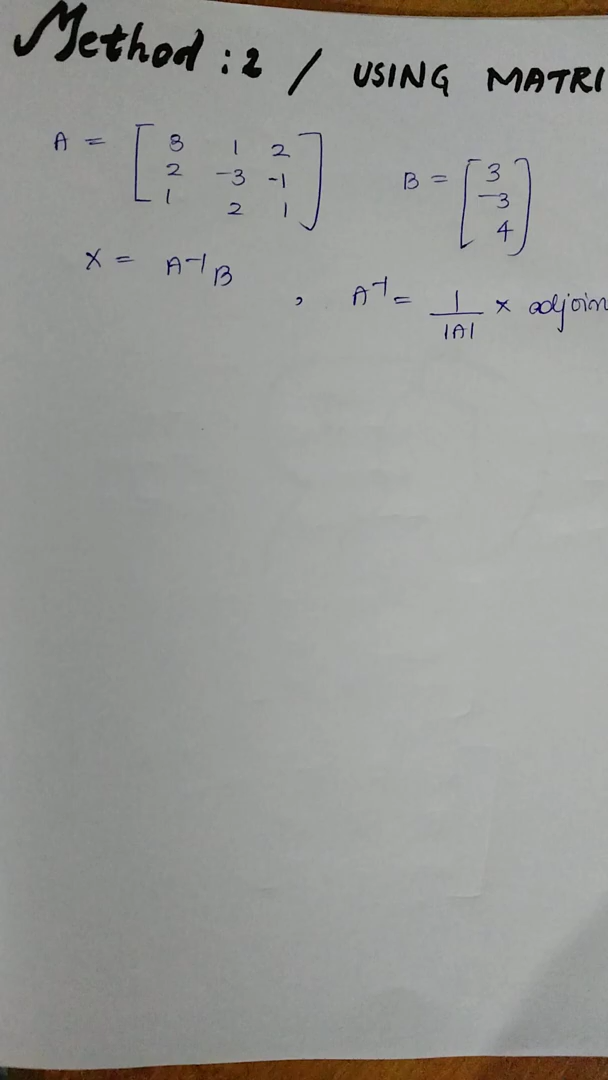 Method : 2 / USING MATRI
A = [ 3 1 2
2 -3 -1
1 2 1 ]
B = [ 3
-3
4 ]
X = A⁻¹B , A⁻¹ = 1/|A| × adjoin